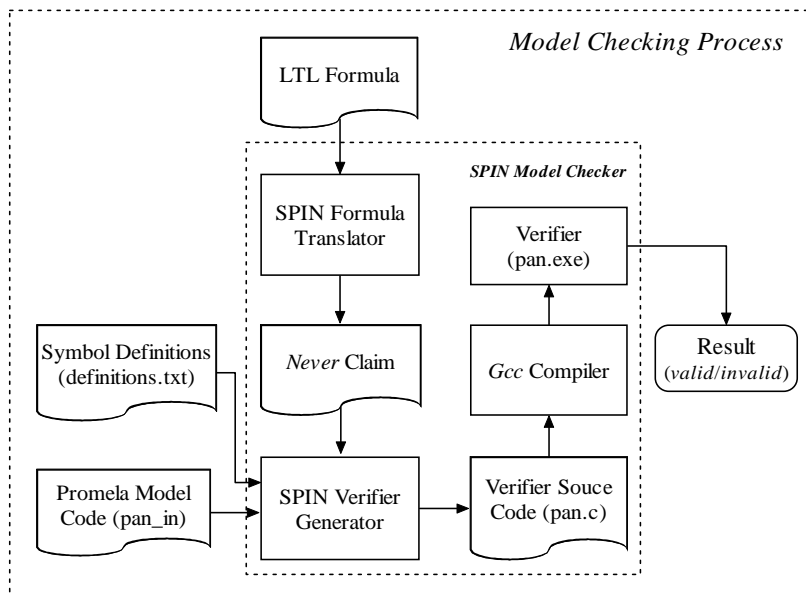 Model Checking Process
LTL Formula
SPIN Model Checker
SPIN Formula
Translator
Verifier
(pan.exe)
Symbol Definitions
(definitions.txt)
Never Claim
Gcc Compiler
Result
(valid/invalid)
Promela Model
Code (pan_in)
SPIN Verifier
Generator
Verifier Souce
Code (pan.c)